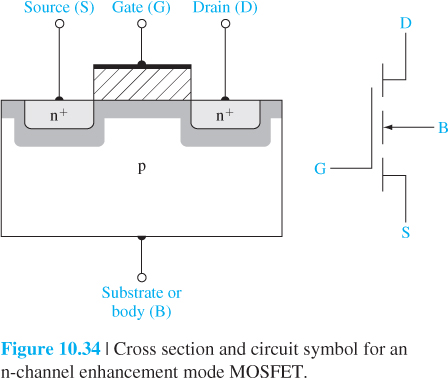 Source (S) Gate (G) Drain (D)
n+ n+
p
Substrate or
body (B)
D
B
G
S
Figure 10.34 | Cross section and circuit symbol for an
n-channel enhancement mode MOSFET.